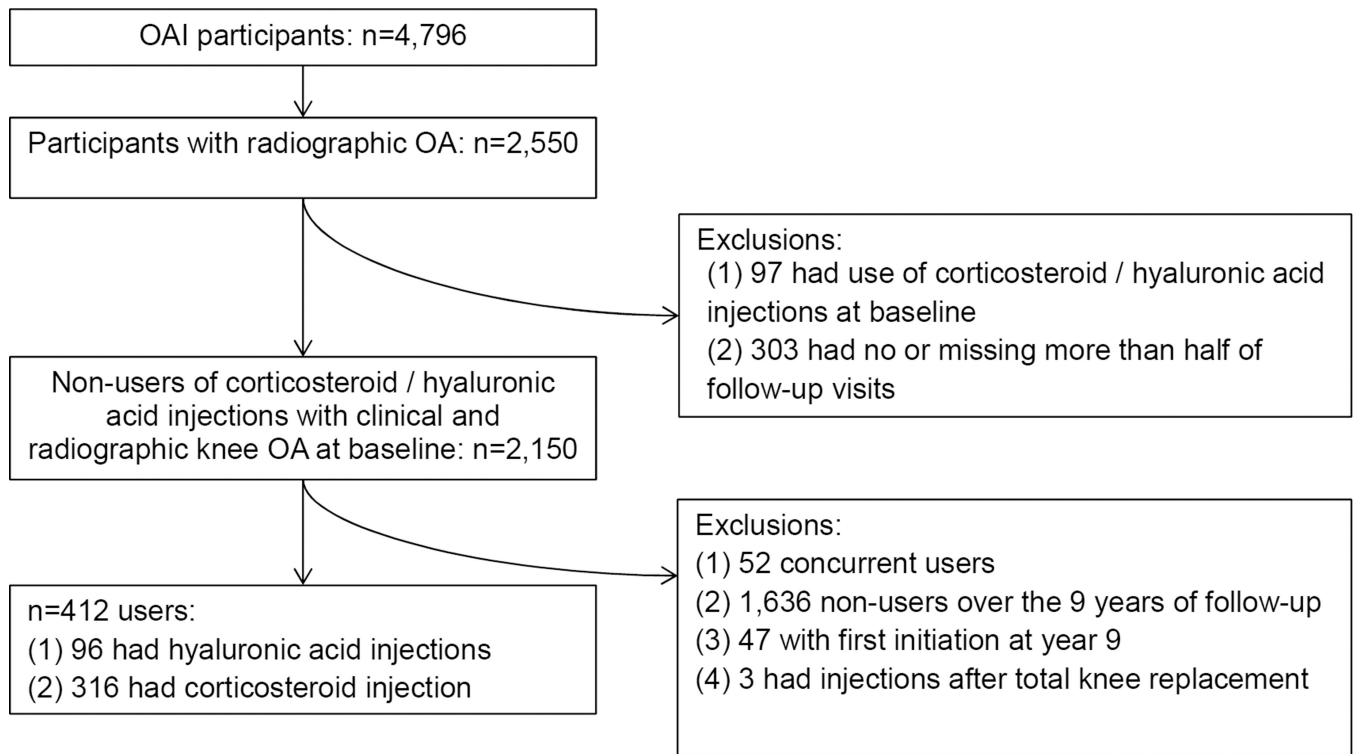 OAI participants: n=4,796
Participants with radiographic OA: n=2,550
Exclusions:
(1) 97 had use of corticosteroid / hyaluronic acid
injections at baseline
(2) 303 had no or missing more than half of
follow-up visits
Non-users of corticosteroid / hyaluronic
acid injections with clinical and
radiographic knee OA at baseline: n=2,150
Exclusions:
(1) 52 concurrent users
(2) 1,636 non-users over the 9 years of follow-up
(3) 47 with first initiation at year 9
(4) 3 had injections after total knee replacement
n=412 users:
(1) 96 had hyaluronic acid injections
(2) 316 had corticosteroid injection